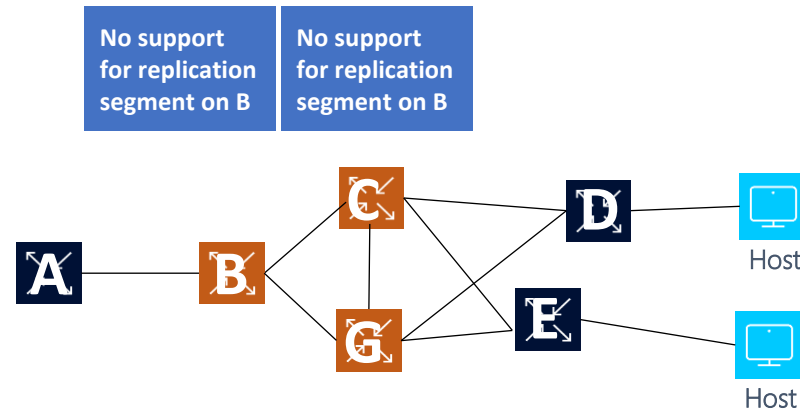 No support
for replication
segment on B
No support
for replication
segment on B
C
D
Host
A
B
G
E
Host